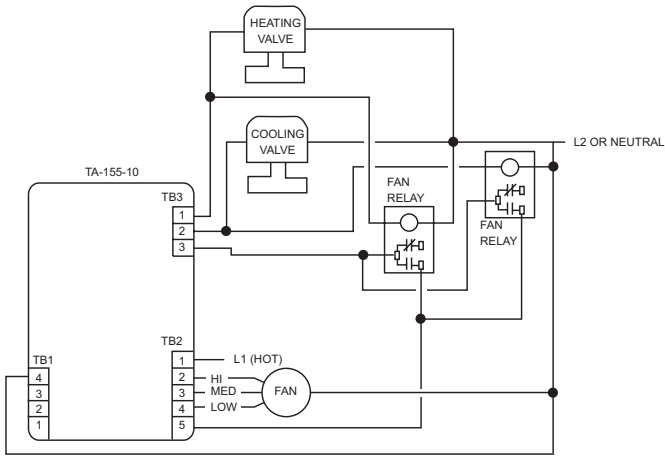 HEATING
VALVE
COOLING
VALVE
L2 OR NEUTRAL
TA-155-10
FAN
RELAY
TB3
1
2
3
FAN
RELAY
TB2
1
L1 (HOT)
2
HI
3
MED
FAN
4
LOW
5
TB1
4
3
2
1